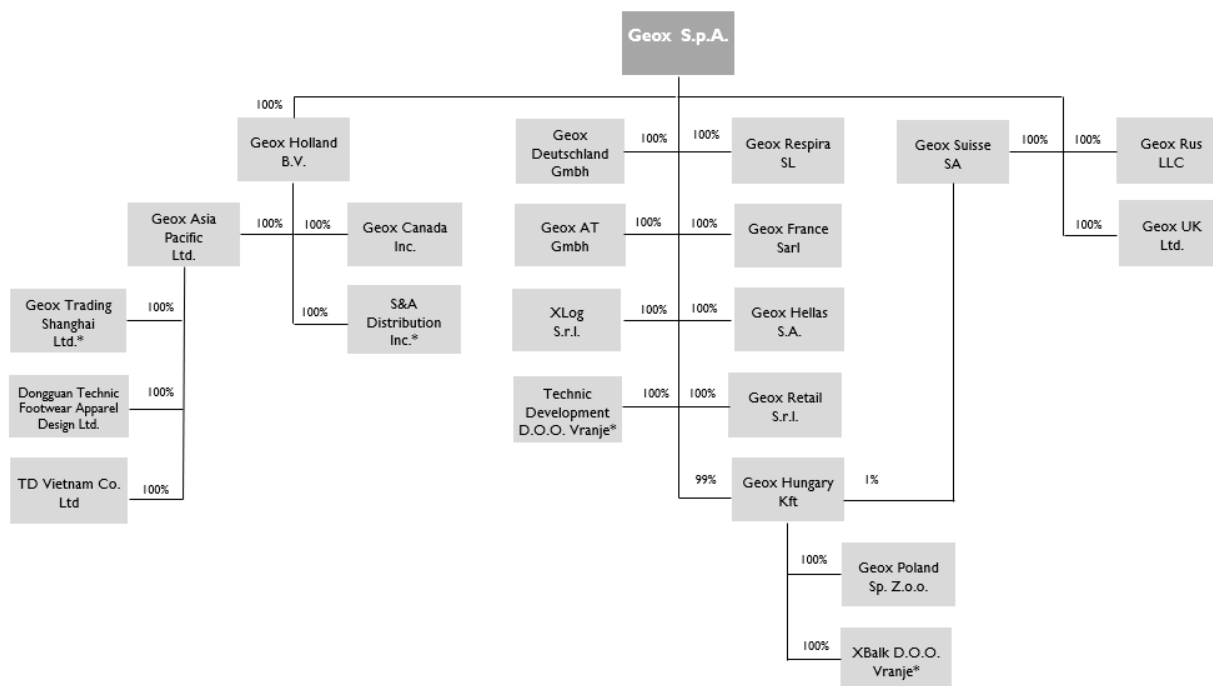 Geox S.p.A.
100%
Geox Holland
B.V.
Geox
Deutschland
Gmbh
100%
100%
Geox Respira
SL
Geox Suisse
SA
100%
100%
Geox Rus
LLC
Geox Asia
Pacific
Ltd.
100%
100%
Geox Canada
Inc.
Geox AT
Gmbh
100%
100%
Geox France
Sarl
100%
Geox UK
Ltd.
Geox Trading
Shanghai
Ltd.*
100%
100%
S&A
Distribution
Inc.*
XLog
S.r.l.
100%
100%
Geox Hellas
S.A.
Dongguan Technic
Footwear Apparel
Design Ltd.
100%
Technic
Development
D.O.O. Vranje*
100%
100%
Geox Retail
S.r.l.
TD Vietnam Co.
Ltd
100%
99%
Geox Hungary
Kft
1%
100%
Geox Poland
Sp. Z.o.o.
100%
XBalk D.O.O.
Vranje*